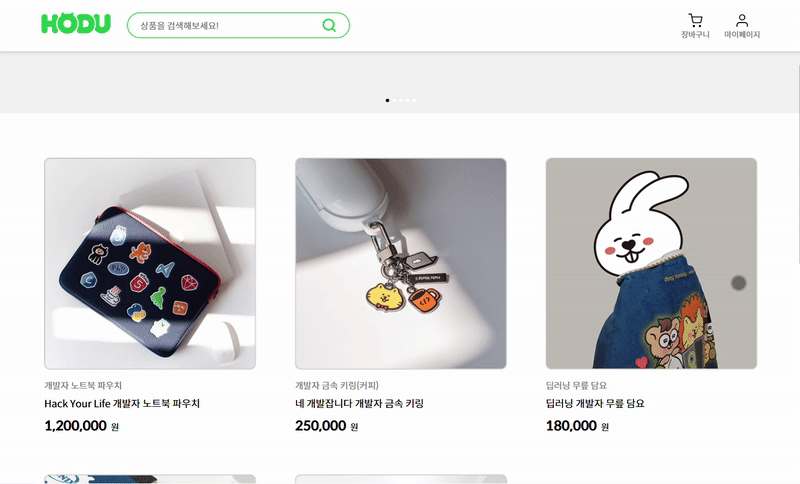 HODU
상품을 검색해보세요!
장바구니
마이페이지
개발자 노트북 파우치
Hack Your Life 개발자 노트북 파우치
1,200,000 원
개발자 금속 키링(커피)
네 개발잡니다 개발자 금속 키링
250,000 원
딥러닝 무릎 담요
딥러닝 개발자 무릎 담요
180,000 원